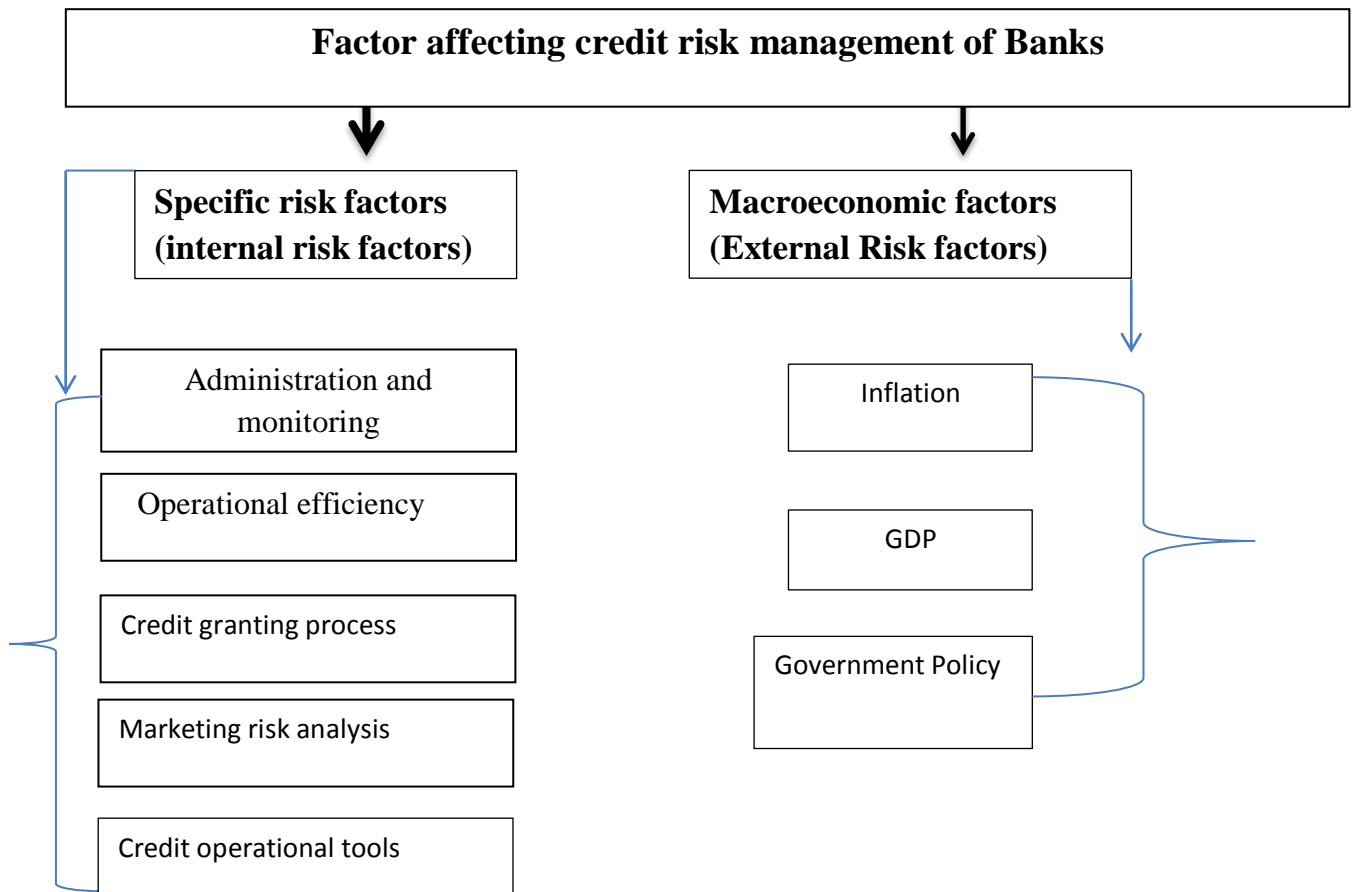 Factor affecting credit risk management of Banks
Specific risk factors
(internal risk factors)
Macroeconomic factors
(External Risk factors)
Administration and
monitoring
Operational efficiency
Credit granting process
Marketing risk analysis
Credit operational tools
Inflation
GDP
Government Policy